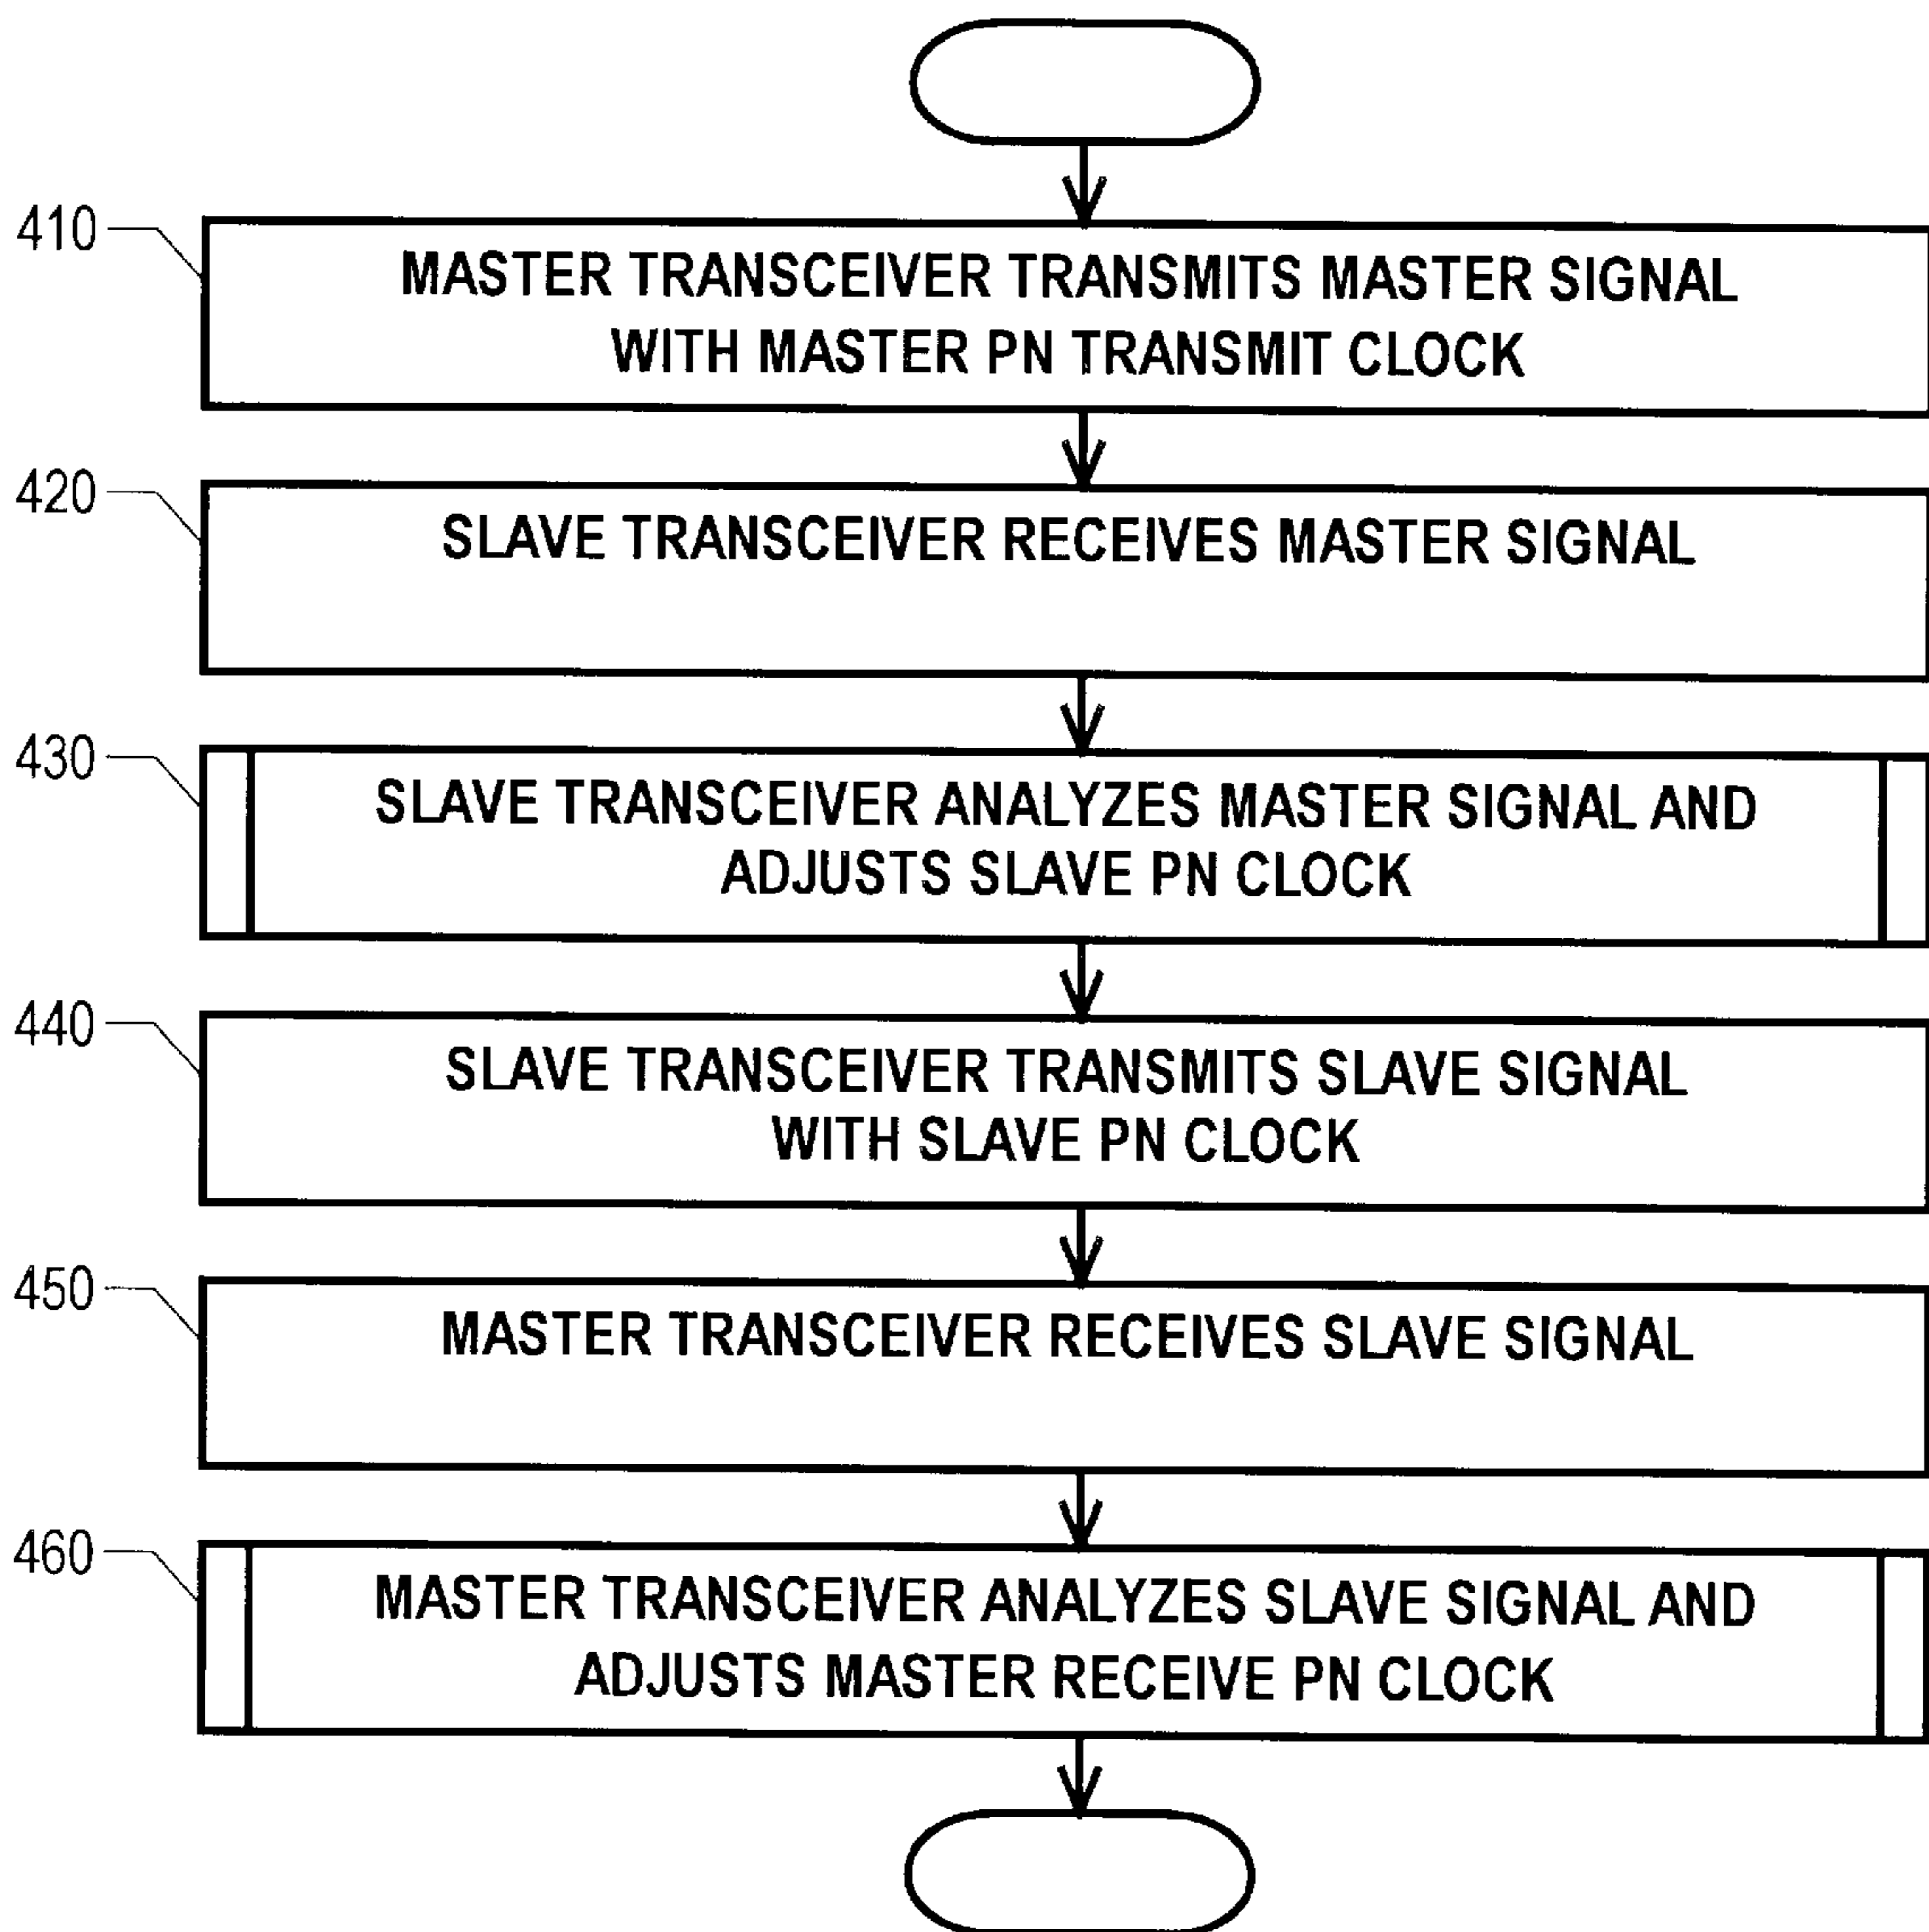 410
MASTER TRANSCEIVER TRANSMITS MASTER SIGNAL
WITH MASTER PN TRANSMIT CLOCK
420
SLAVE TRANSCEIVER RECEIVES MASTER SIGNAL
430
SLAVE TRANSCEIVER ANALYZES MASTER SIGNAL AND
ADJUSTS SLAVE PN CLOCK
440
SLAVE TRANSCEIVER TRANSMITS SLAVE SIGNAL
WITH SLAVE PN CLOCK
450
MASTER TRANSCEIVER RECEIVES SLAVE SIGNAL
460
MASTER TRANSCEIVER ANALYZES SLAVE SIGNAL AND
ADJUSTS MASTER RECEIVE PN CLOCK